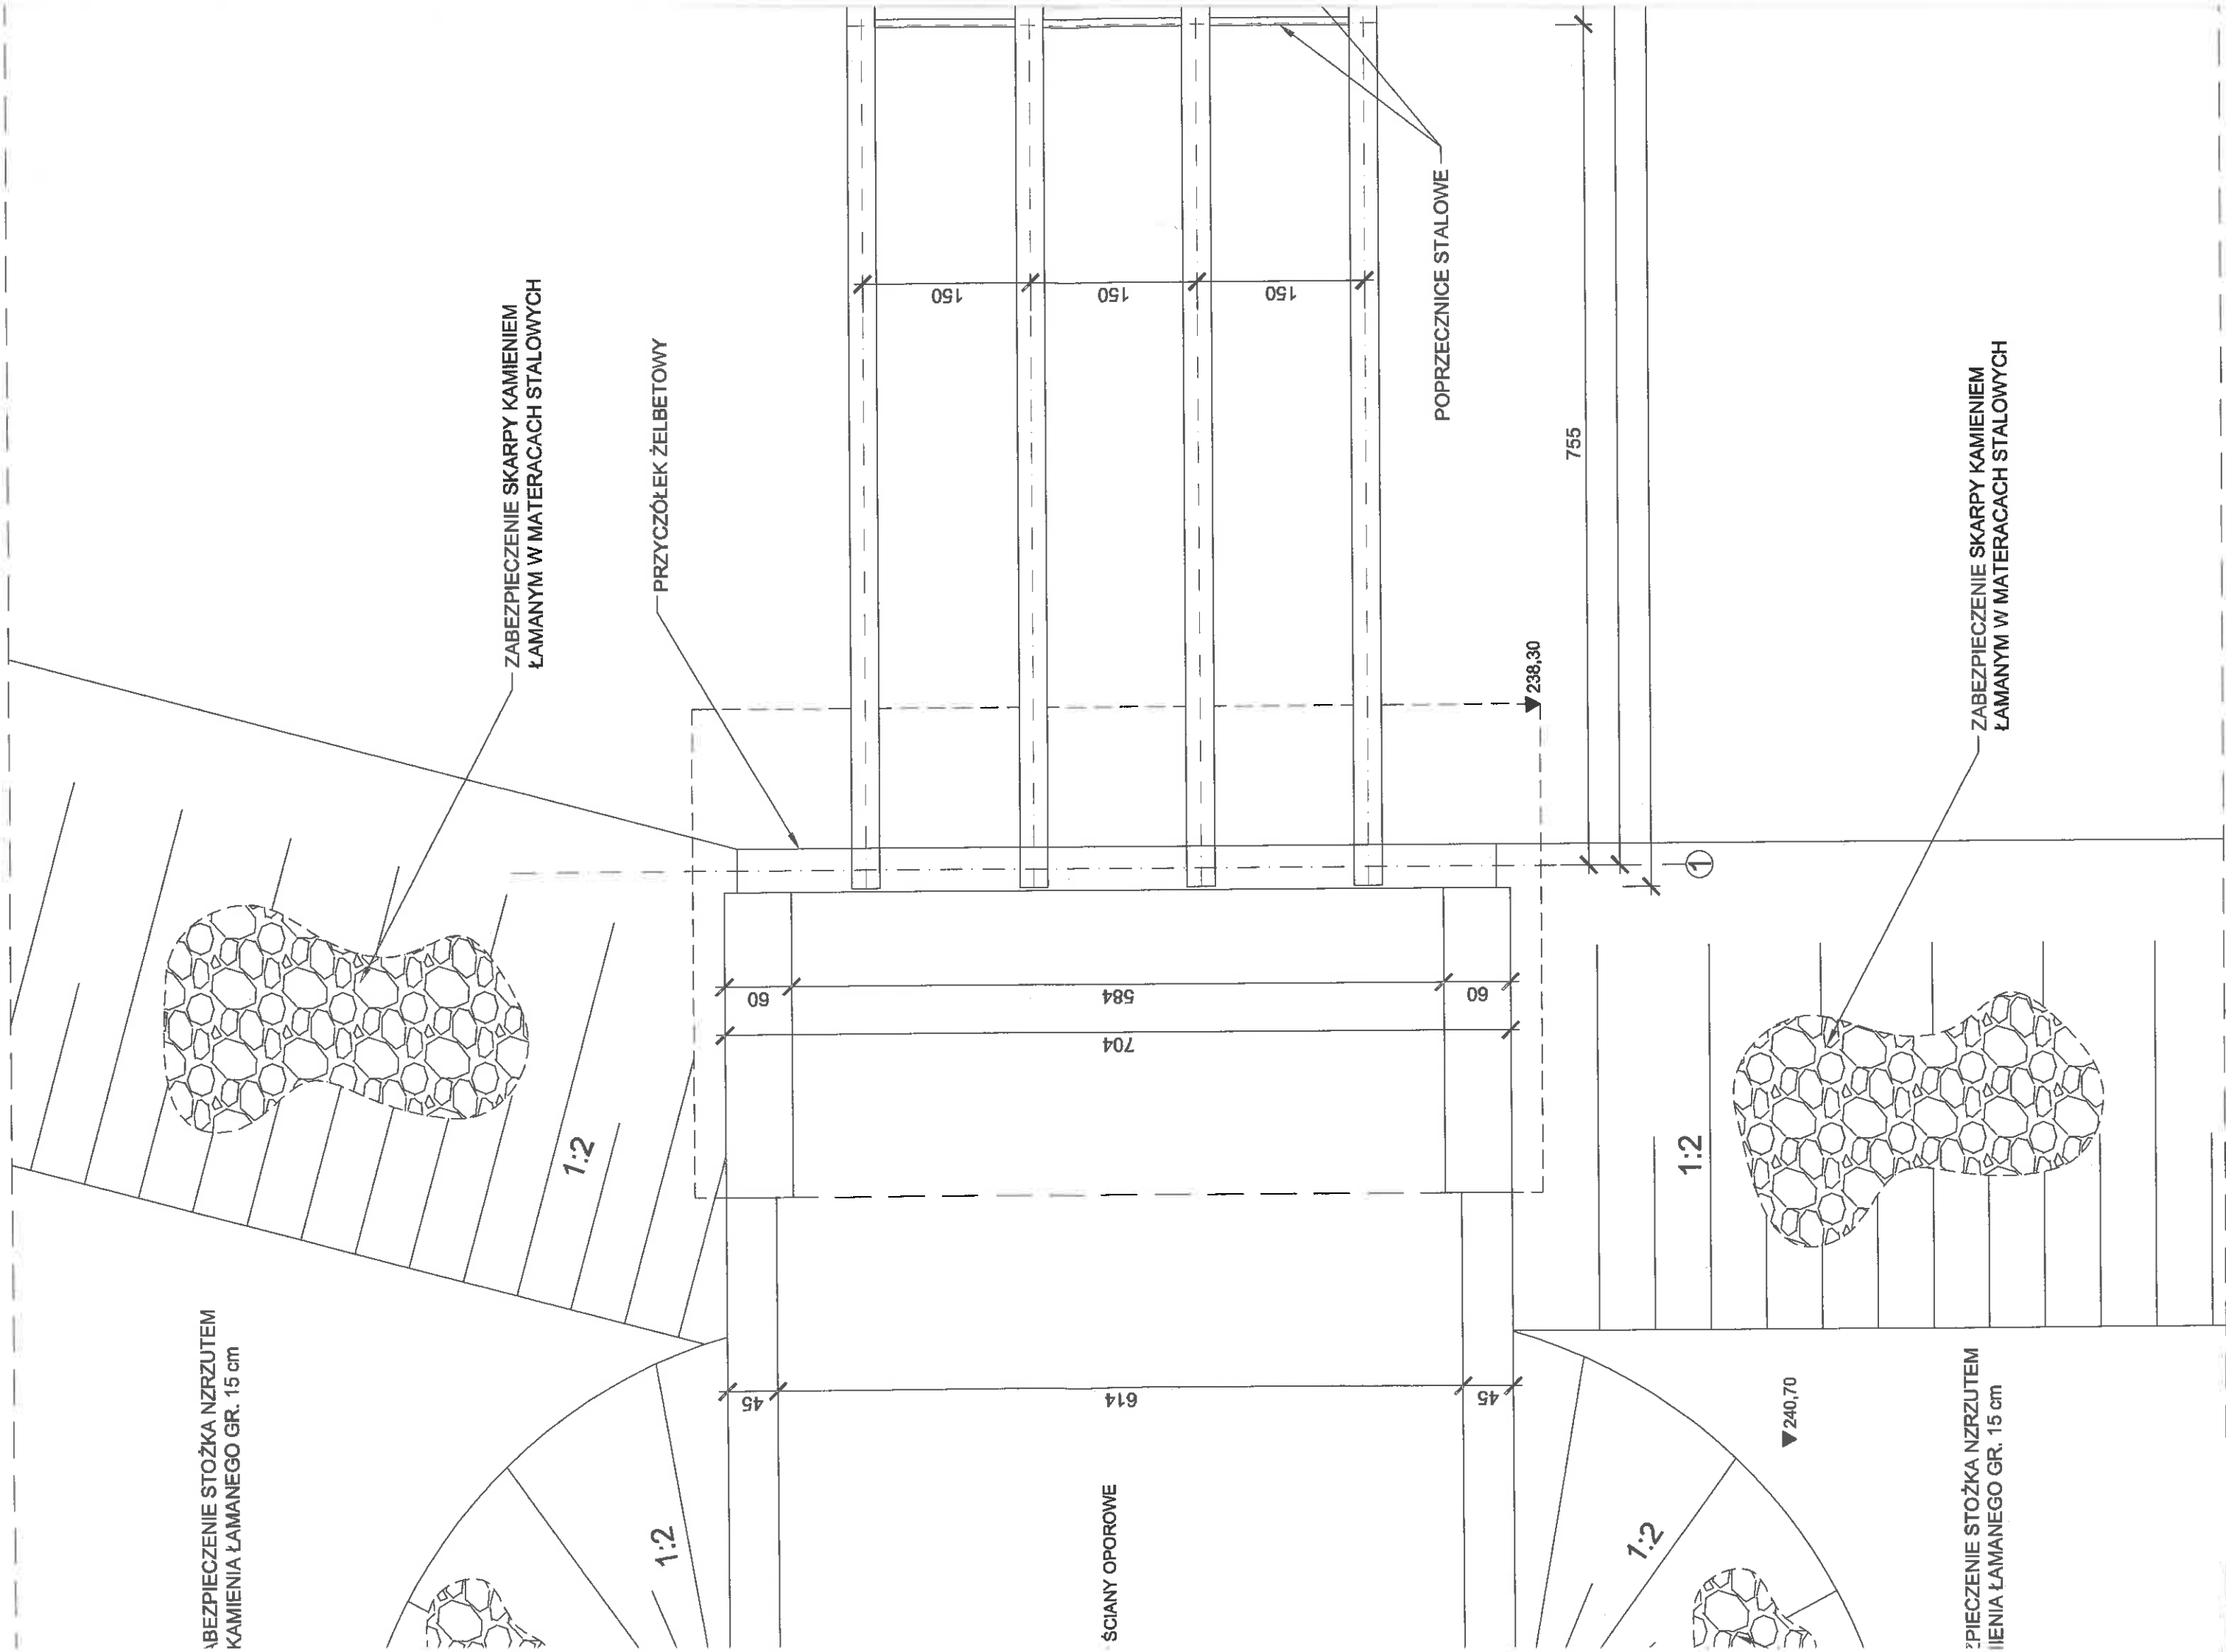 ZABEZPIECZENIE SKARPY KAMIENIEM
ŁAMANYM W MATERACACH STALOWYCH
PRZYCZÓŁEK ŻELBETOWY
150
150
150
POPRZECZNICE STALOWE
755
238,30
ZABEZPIECZENIE SKARPY KAMIENIEM
ŁAMANYM W MATERACACH STALOWYCH
1
60
584
60
704
1:2
1:2
45
614
45
ABEZPIECZENIE STOŻKA NZRZUTEM
KAMIENIA ŁAMANEGO GR. 15 cm
1:2
ŚCIANY OPOROWE
1:2
240,70
PIECZENIE STOŻKA NZRZUTEM
IENIA ŁAMANEGO GR. 15 cm